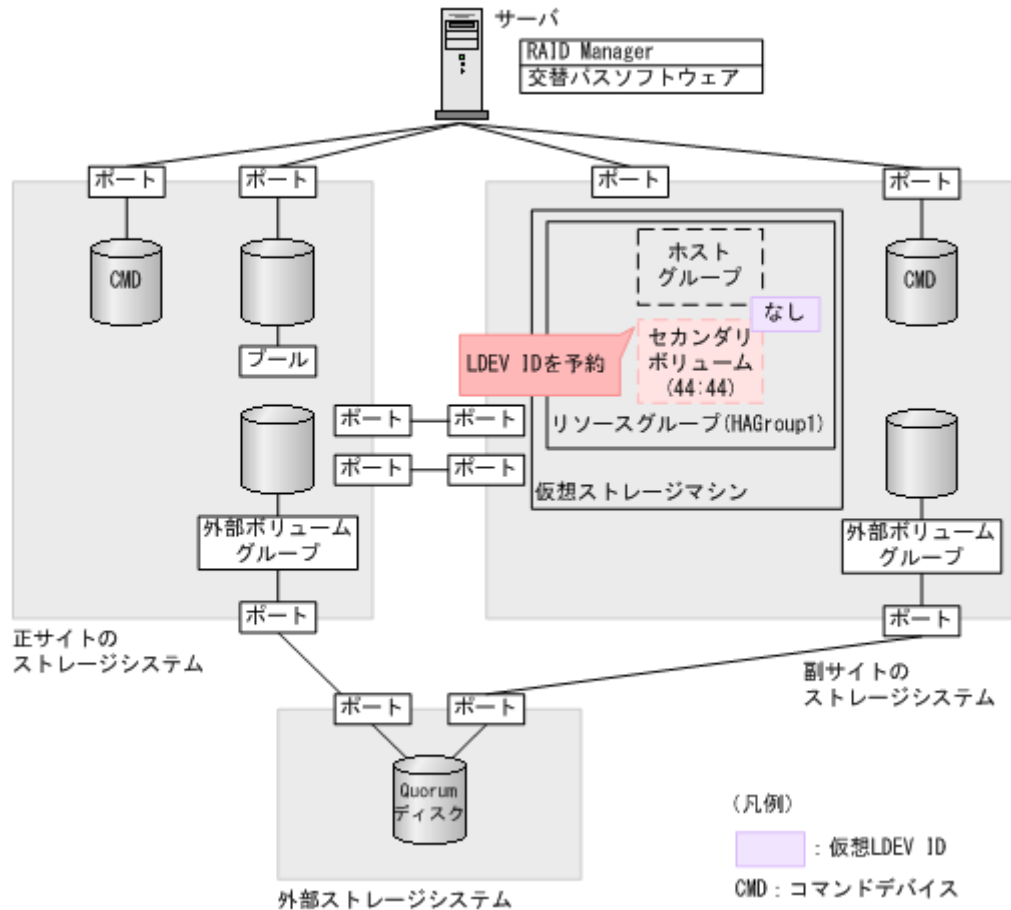 サーバ
RAID Manager
交替パスソフトウェア
ポート
ポート
ポート
ポート
CMD
プール
ホスト
グループ
なし
セカンダリ
ボリューム
(44:44)
LDEV IDを予約
リソースグループ(HAGroup1)
仮想ストレージマシン
CMD
ポート
ポート
ポート
ポート
外部ボリューム
グループ
外部ボリューム
グループ
ポート
ポート
正サイトの
ストレージシステム
副サイトの
ストレージシステム
ポート
ポート
Quorum
ディスク
外部ストレージシステム
(凡例)
：仮想LDEV ID
CMD：コマンドデバイス